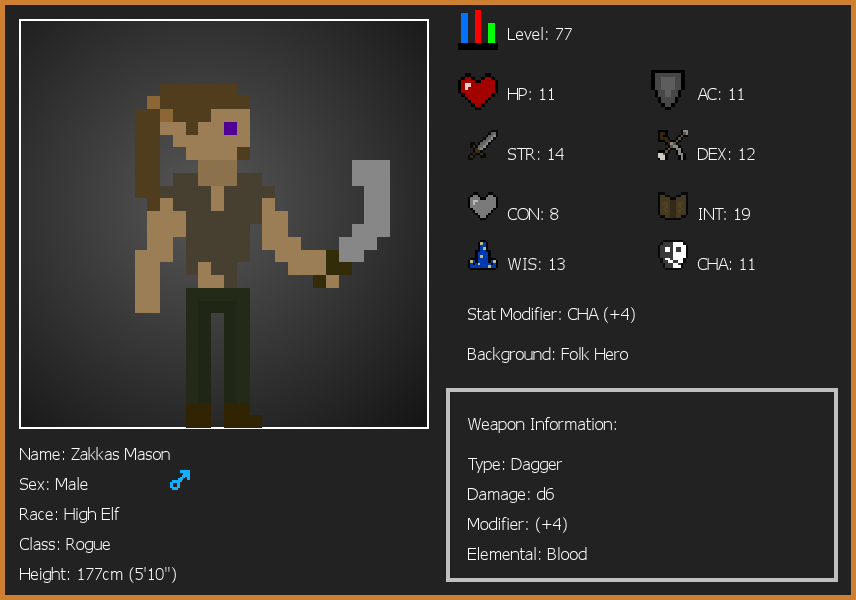 Level: 77
HP: 11
AC: 11
STR: 14
DEX: 12
CON: 8
INT: 19
WIS: 13
CHA: 11
Stat Modifier: CHA (+4)
Background: Folk Hero
Weapon Information:
Type: Dagger
Damage: d6
Modifier: (+4)
Elemental: Blood
Name: Zakkas Mason
Sex: Male
Race: High Elf
Class: Rogue
Height: 177cm (5'10")